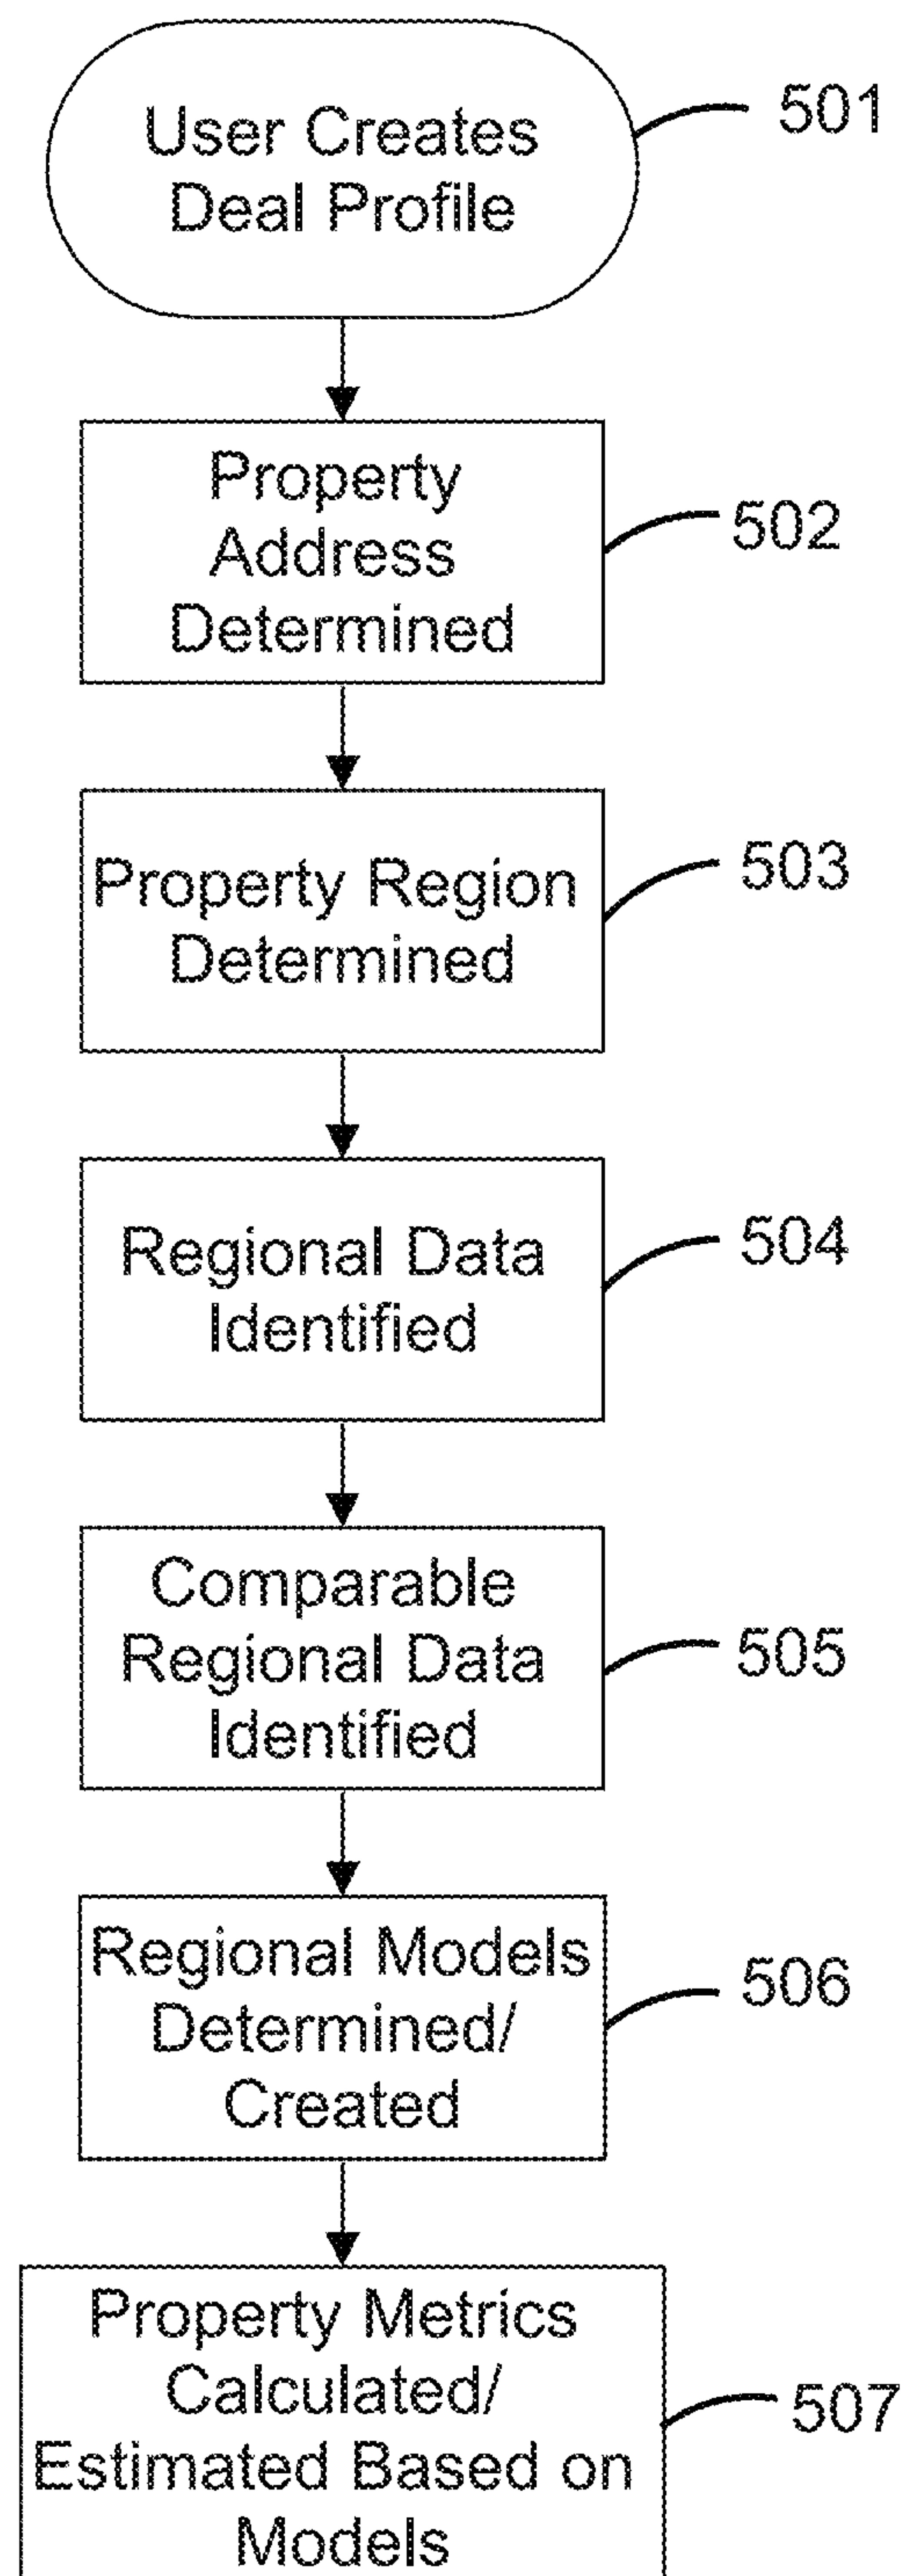 User Creates
Deal Profile
501
Property
Address
Determined
502
Property Region
Determined
503
Regional Data
Identified
504
Comparable
Regional Data
Identified
505
Regional Models
Determined/
Created
506
Property Metrics
Calculated/
Estimated Based on
Models
507